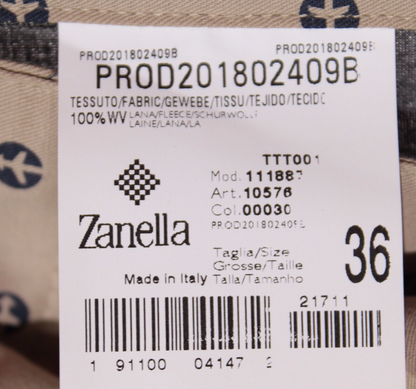 PROD201802409B PROD201802409B
PROD201802409B
TESSUTO/FABRIC/GEWEBE/TISSU/TEJIDO/TECIDO
100%WV LANA/FLEECE/SCHURWOLLE
LAINE/LANA/LA
TTT001
Mod. 111887
Art. 10576
Col. 00030
PROD201802409B
Zanella
36
Taglia/Size
Grosse/Taille
Made in Italy Talla/Tamanho
21711
1 91100 04147 2